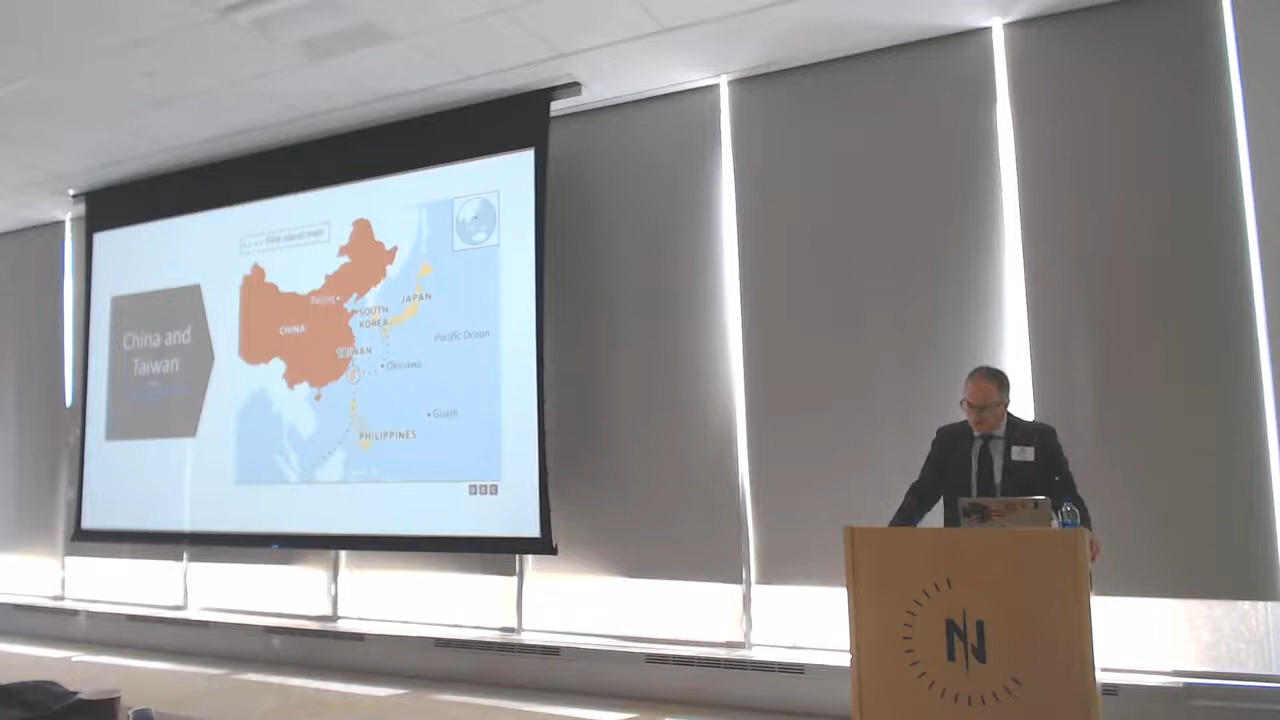 China and
Taiwan
Beijing
CHINA
SOUTH
KOREA
JAPAN
TAIWAN
Pacific Ocean
Okinawa
Guam
PHILIPPINES
BBC
NJ